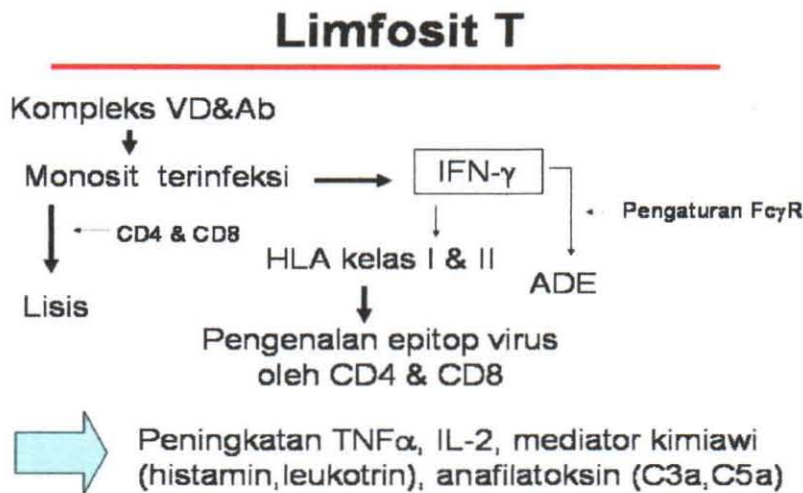 Limfosit T
Kompleks VD&Ab
Monosit terinfeksi
IFN-γ
Pengaturan FcγR
CD4 & CD8
HLA kelas I & II
ADE
Lisis
Pengenalan epitop virus
oleh CD4 & CD8
Peningkatan TNFα, IL-2, mediator kimiawi
(histamin,leukotrin), anafilatoksin (C3a,C5a)